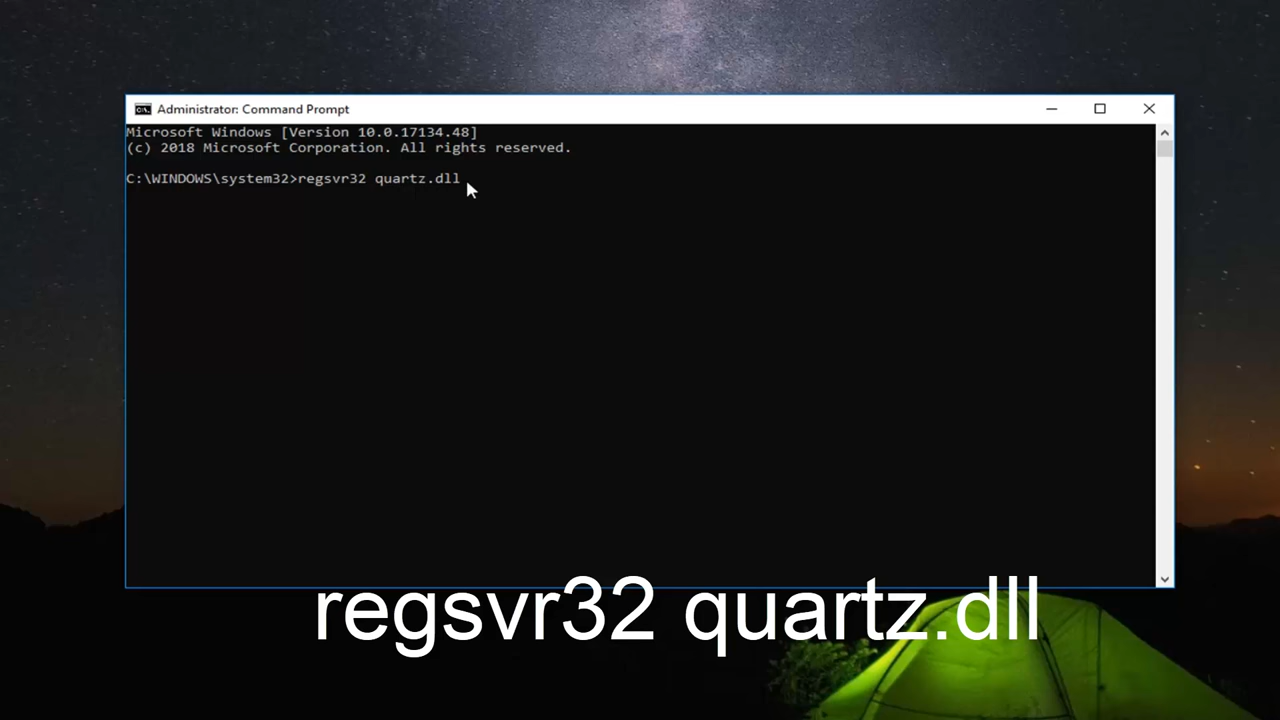 Administrator: Command Prompt
Microsoft Windows [Version 10.0.17134.48]
(c) 2018 Microsoft Corporation. All rights reserved.
C:\WINDOWS\system32>regsvr32 quartz.dll
regsvr32 quartz.dll